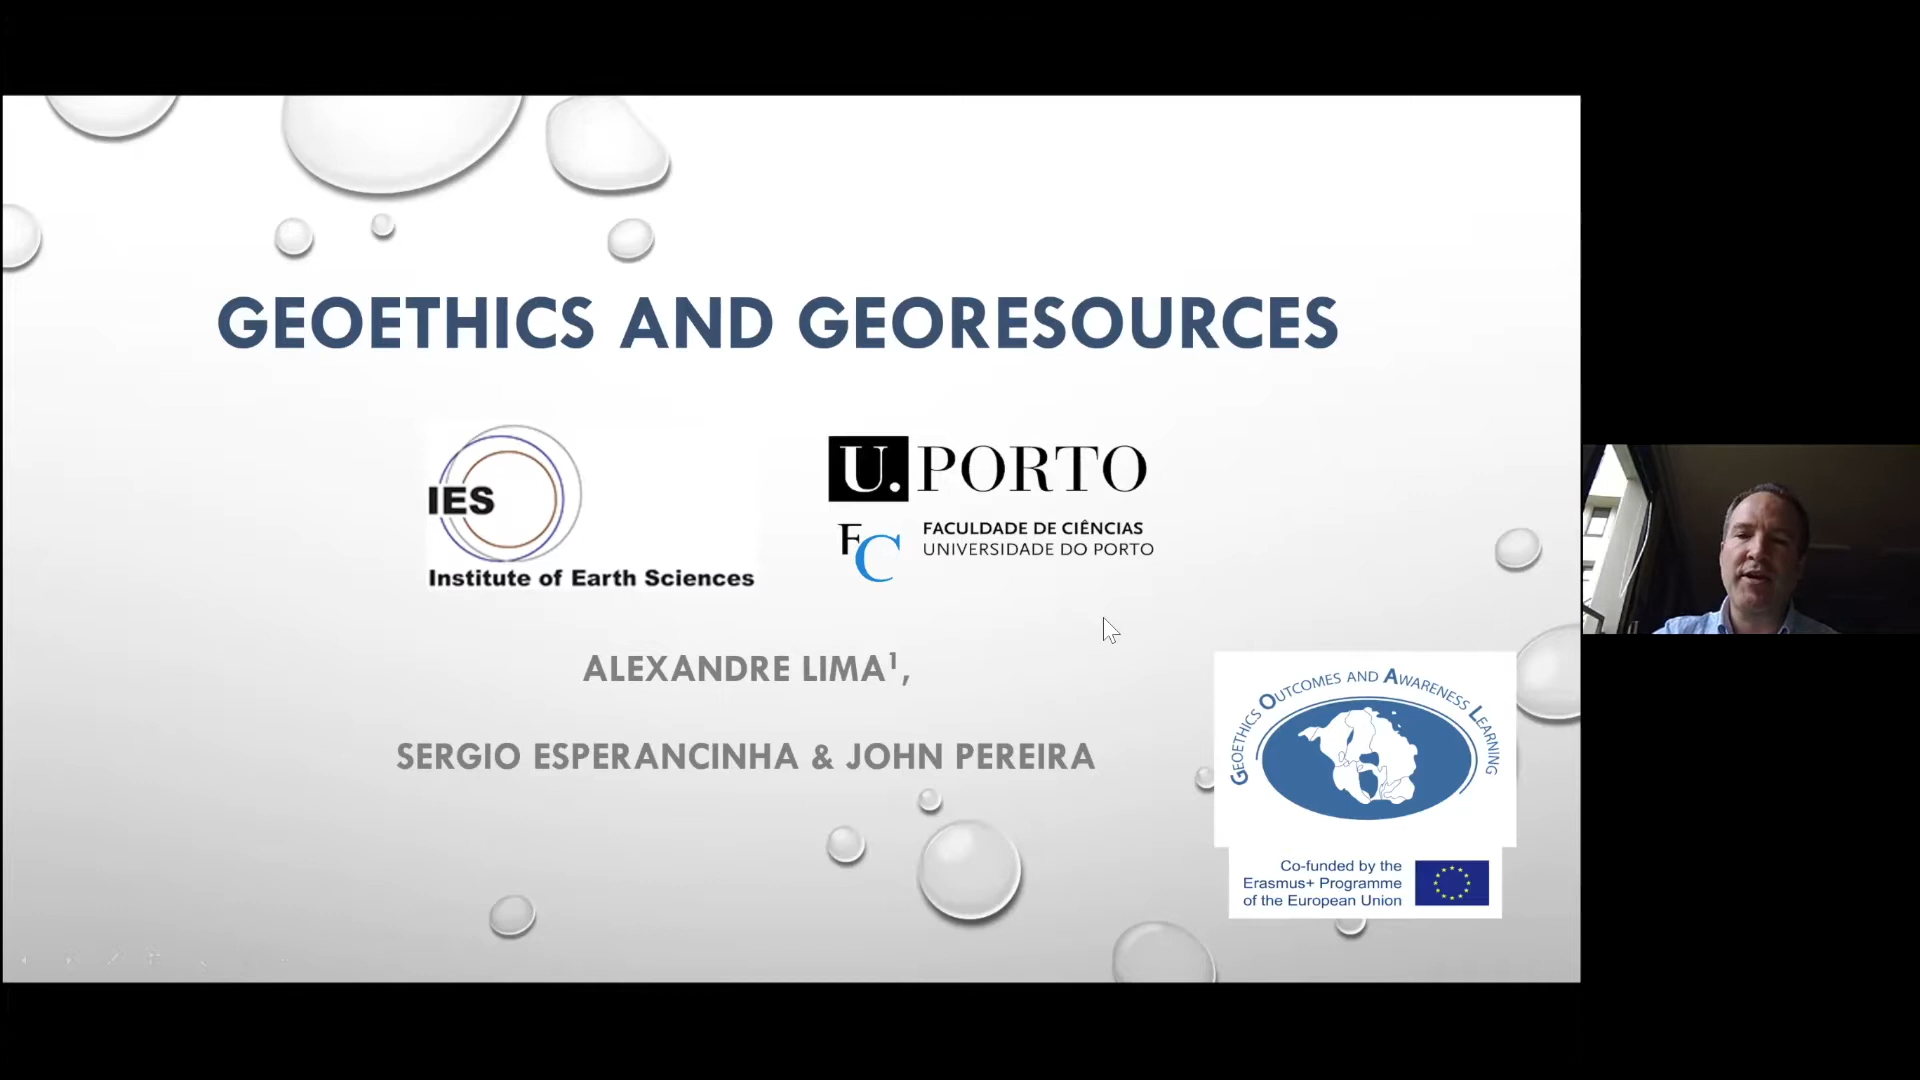 GEOETHICS AND GEORESOURCES
IES
Institute of Earth Sciences
U. PORTO
FC
FACULDADE DE CIÊNCIAS
UNIVERSIDADE DO PORTO
ALEXANDRE LIMA¹,
SERGIO ESPERANCINHA & JOHN PEREIRA
GEOETHICS OUTCOMES AND AWARENESS LEARNING
Co-funded by the
Erasmus+ Programme
of the European Union